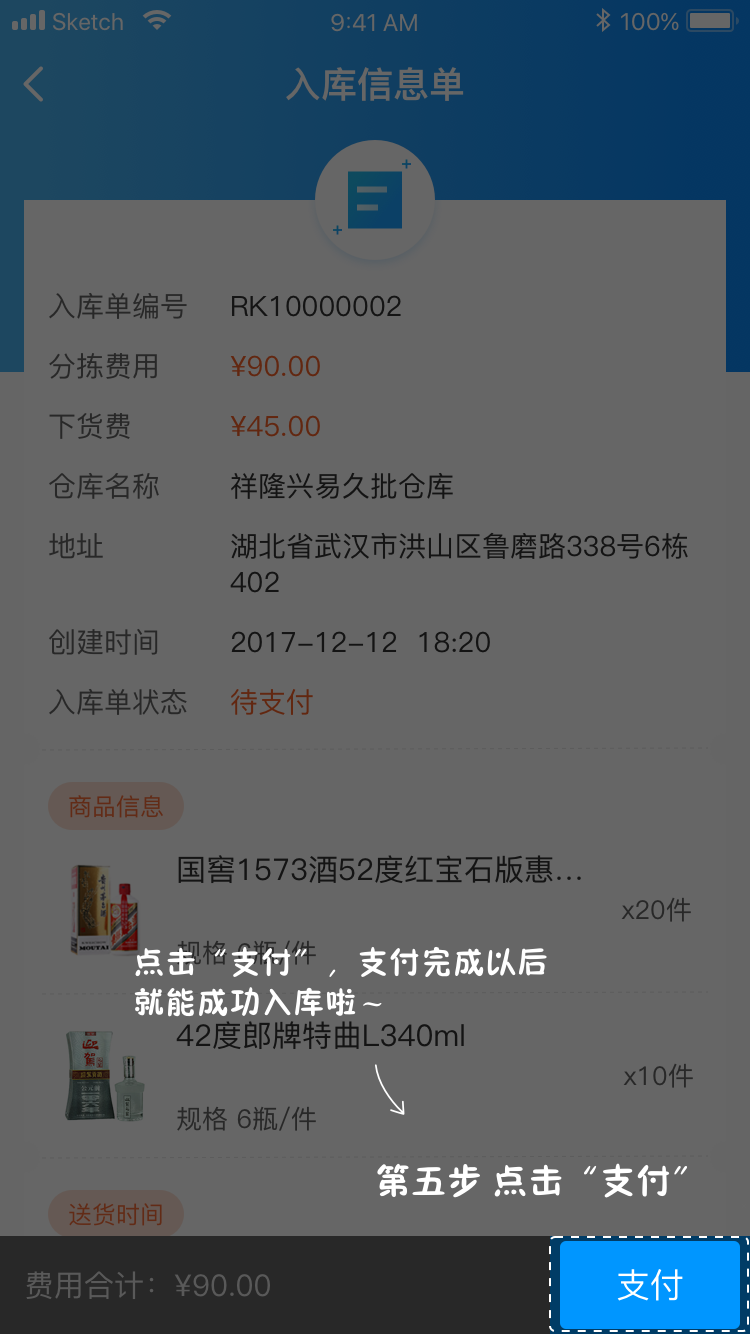 Sketch 9:41 AM 100%
入库信息单
入库单编号 RK10000002
分拣费用 ¥90.00
下货费 ¥45.00
仓库名称 祥隆兴易久批仓库
地址 湖北省武汉市洪山区鲁磨路338号6栋
402
创建时间 2017-12-12 18:20
入库单状态 待支付
商品信息
国窖1573酒52度红宝石版惠...
x20件
规格 6瓶/件
MOUTAI
点击“支付”，支付完成以后
就能成功入库啦~
42度郎牌特曲L340ml
x10件
规格 6瓶/件
第五步 点击“支付”
送货时间
费用合计：¥90.00
支付